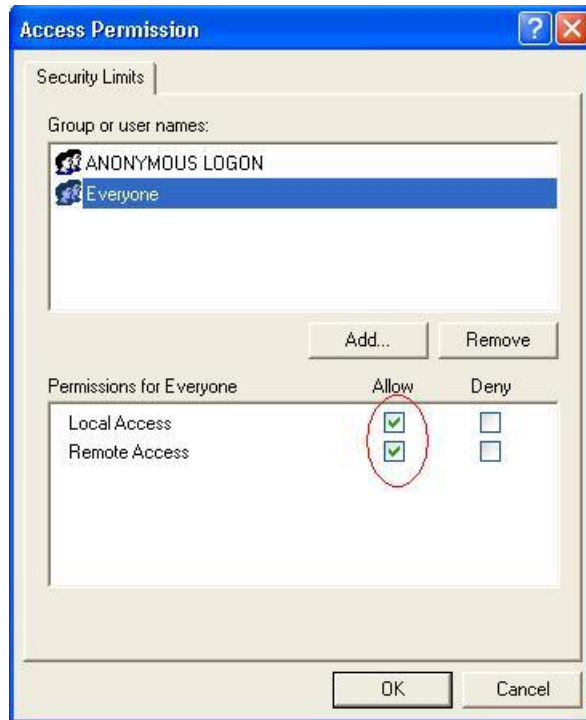 Access Permission
Security Limits
Group or user names:
ANONYMOUS LOGON
Everyone
Add... Remove
Permissions for Everyone Allow Deny
Local Access
Remote Access
OK Cancel